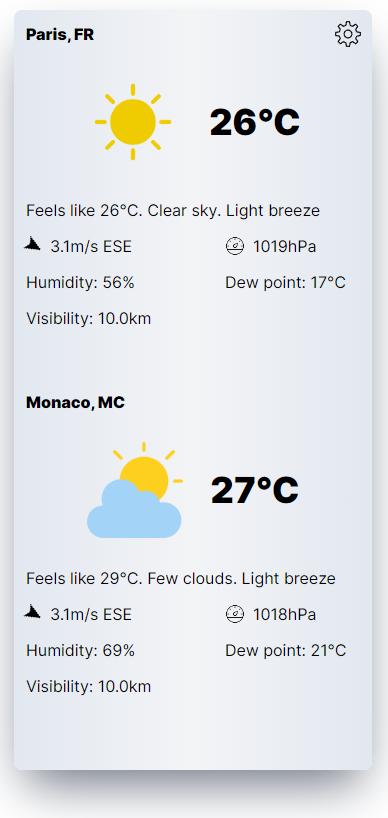 Paris, FR
26°C
Feels like 26°C. Clear sky. Light breeze
3.1m/s ESE 1019hPa
Humidity: 56% Dew point: 17°C
Visibility: 10.0km
Monaco, MC
27°C
Feels like 29°C. Few clouds. Light breeze
3.1m/s ESE 1018hPa
Humidity: 69% Dew point: 21°C
Visibility: 10.0km